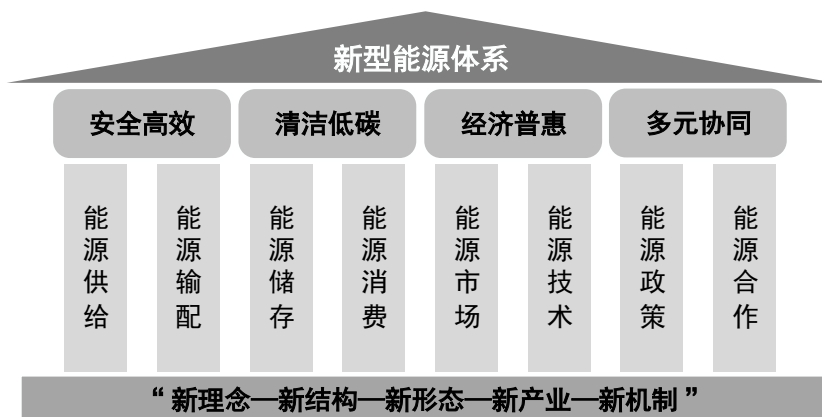 新型能源体系
安全高效
清洁低碳
经济普惠
多元协同
能源供给
能源输配
能源储存
能源消费
能源市场
能源技术
能源政策
能源合作
“新理念—新结构—新形态—新产业—新机制”